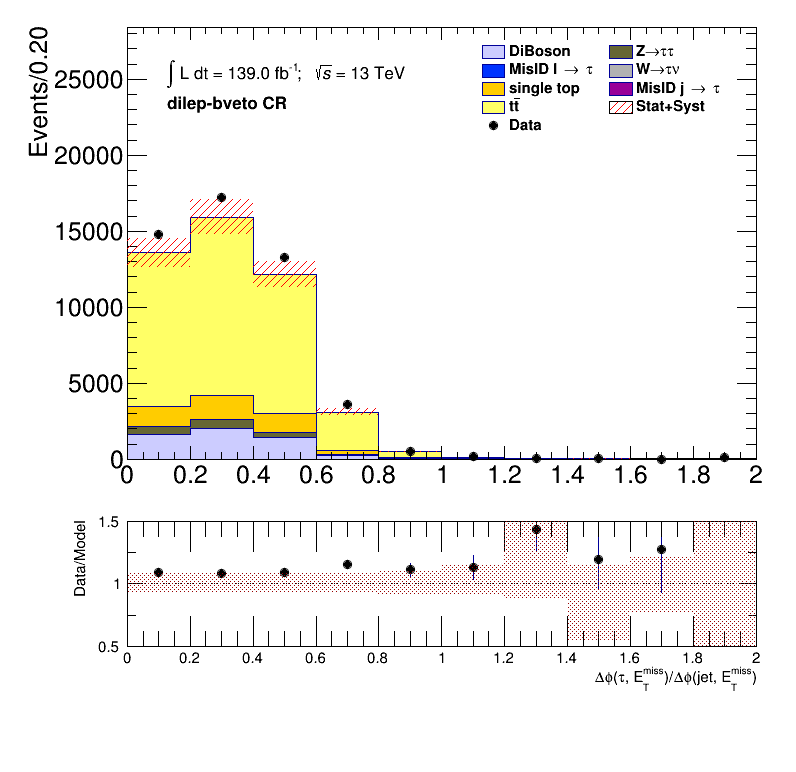 Events/0.20
25000
20000
15000
10000
5000
0
∫ L dt = 139.0 fb⁻¹; √s = 13 TeV
dilep-bveto CR
DiBoson
MisID l → τ
single top
tt̄
Data
Z→ττ
W→τν
MisID j → τ
Stat+Syst
0 0.2 0.4 0.6 0.8 1 1.2 1.4 1.6 1.8 2
Data/Model
1.5
1
0.5
0 0.2 0.4 0.6 0.8 1 1.2 1.4 1.6 1.8 2
Δϕ(τ, E_T^miss)/Δϕ(jet, E_T^miss)